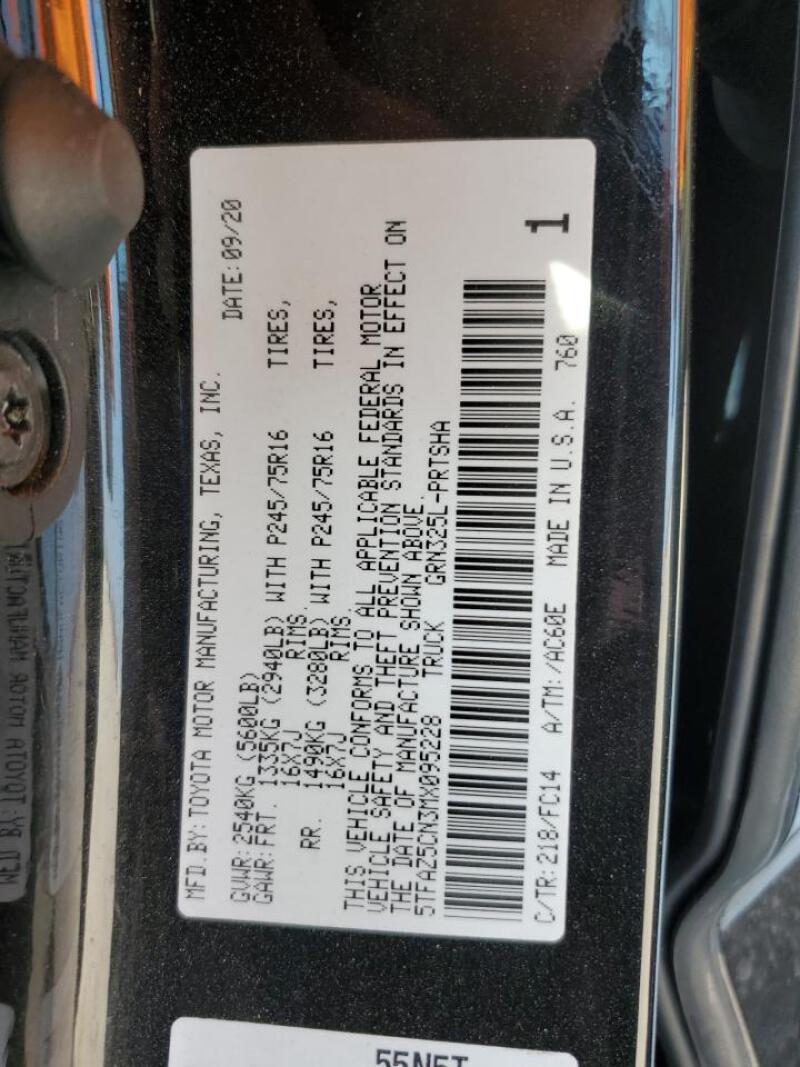 MFD.BY:TOYOTA MOTOR MANUFACTURING, TEXAS, INC.
DATE:09/20
GVWR:2540KG (5600LB)
GAWR:FRT. 1335KG (2940LB) WITH P245/75R16 TIRES,
16X7J RIMS.
RR. 1490KG (3280LB) WITH P245/75R16 TIRES,
16X7J RIMS.
THIS VEHICLE CONFORMS TO ALL APPLICABLE FEDERAL MOTOR
VEHICLE SAFETY AND THEFT PREVENTION STANDARDS IN EFFECT ON
THE DATE OF MANUFACTURE SHOWN ABOVE.
5TFAZ5CN3MX095228 TRUCK GRN325L-PRTSHA
C/TR:218/FC14 A/TM:/AC60E MADE IN U.S.A. 760
1
55N5T